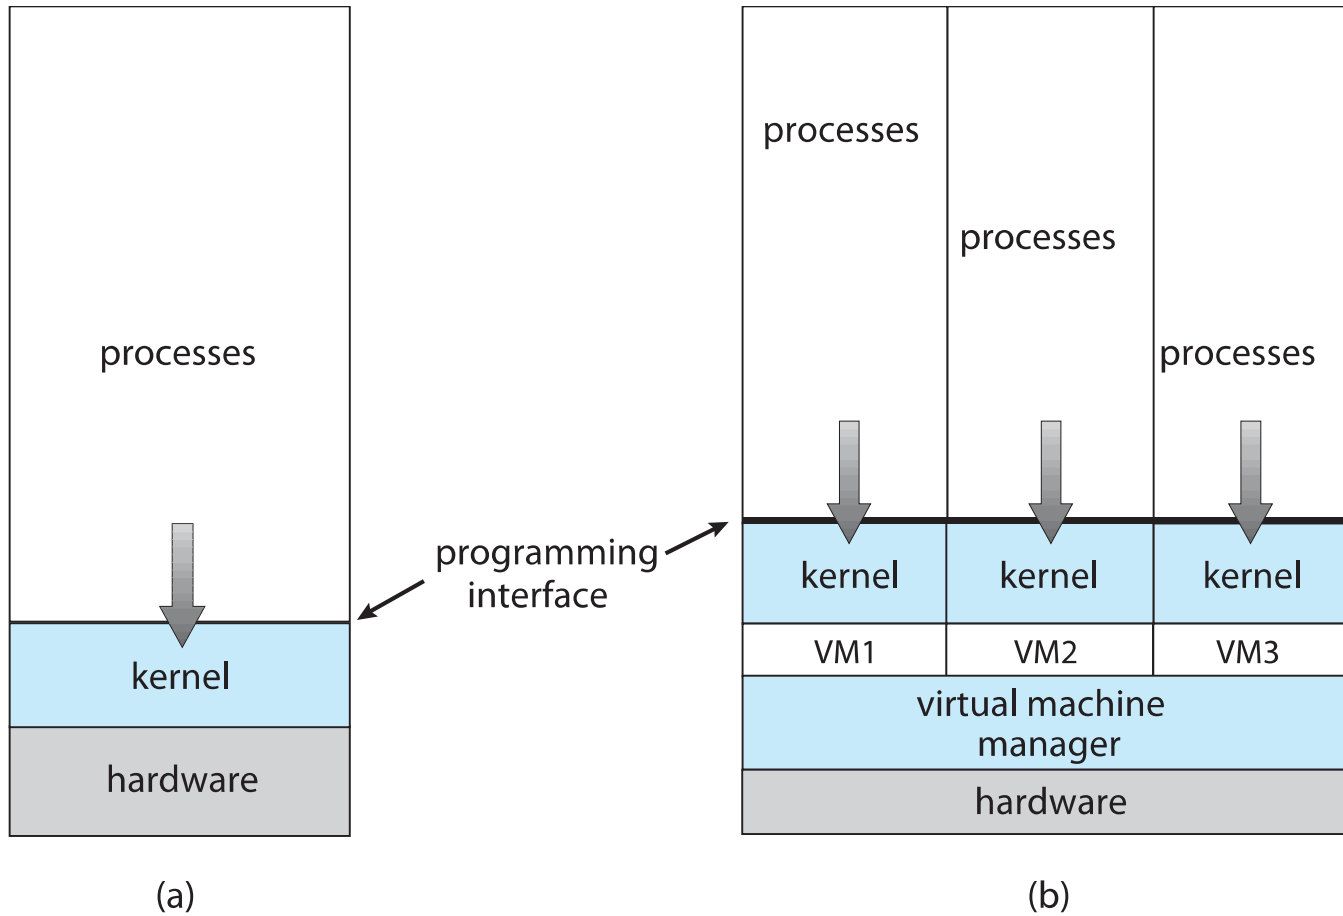 processes
kernel
hardware
(a)
programming
interface
processes
processes
processes
kernel
kernel
kernel
VM1
VM2
VM3
virtual machine
manager
hardware
(b)